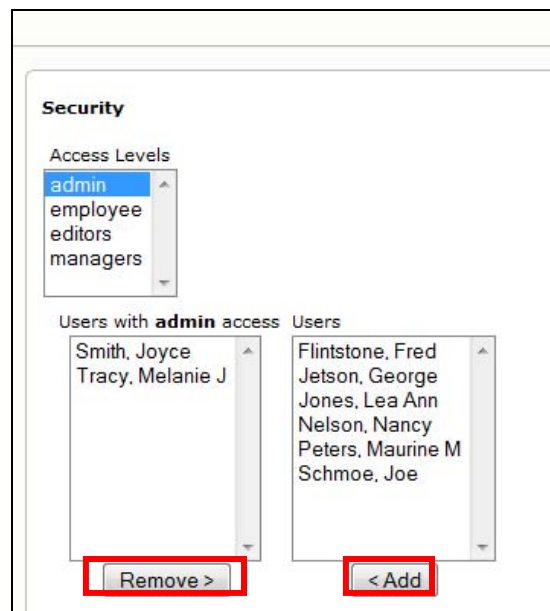 Security
Access Levels
admin
employee
editors
managers
Users with admin access
Smith, Joyce
Tracy, Melanie J
Remove >
Users
Flintstone, Fred
Jetson, George
Jones, Lea Ann
Nelson, Nancy
Peters, Maurine M
Schmoe, Joe
< Add